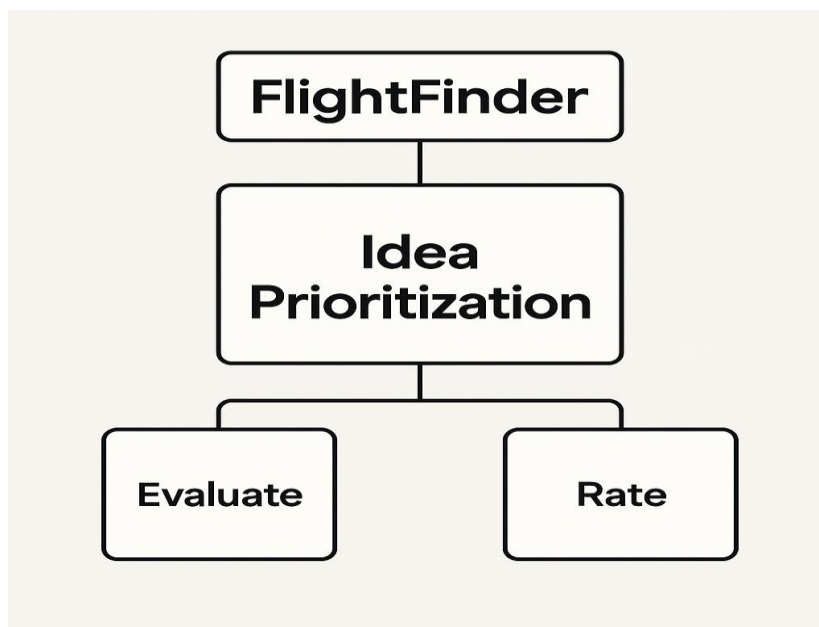 FlightFinder
Idea
Prioritization
Evaluate
Rate